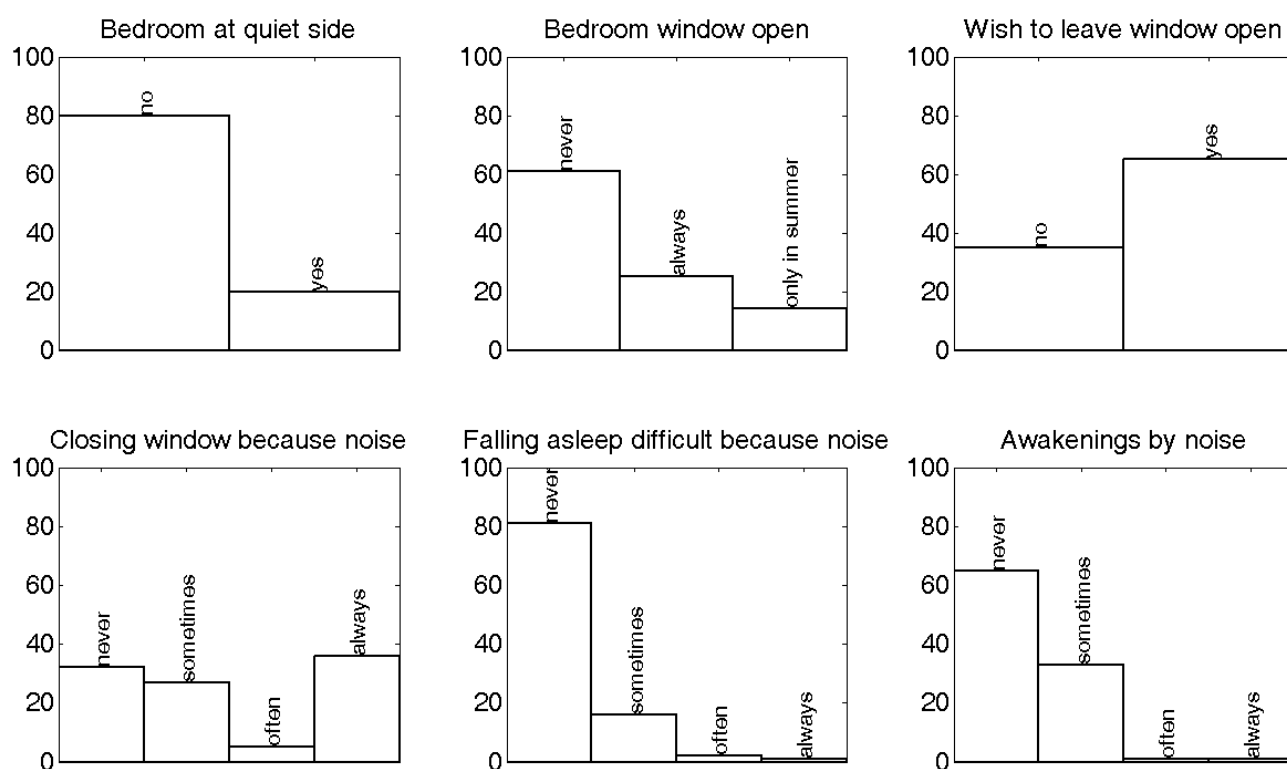 Bedroom at quiet side
100
80
60
40
20
0
no
yes
Bedroom window open
100
80
60
40
20
0
never
always
only in summer
Wish to leave window open
100
80
60
40
20
0
no
yes
Closing window because noise
100
80
60
40
20
0
never
sometimes
often
always
Falling asleep difficult because noise
100
80
60
40
20
0
never
sometimes
often
always
Awakenings by noise
100
80
60
40
20
0
never
sometimes
often
always